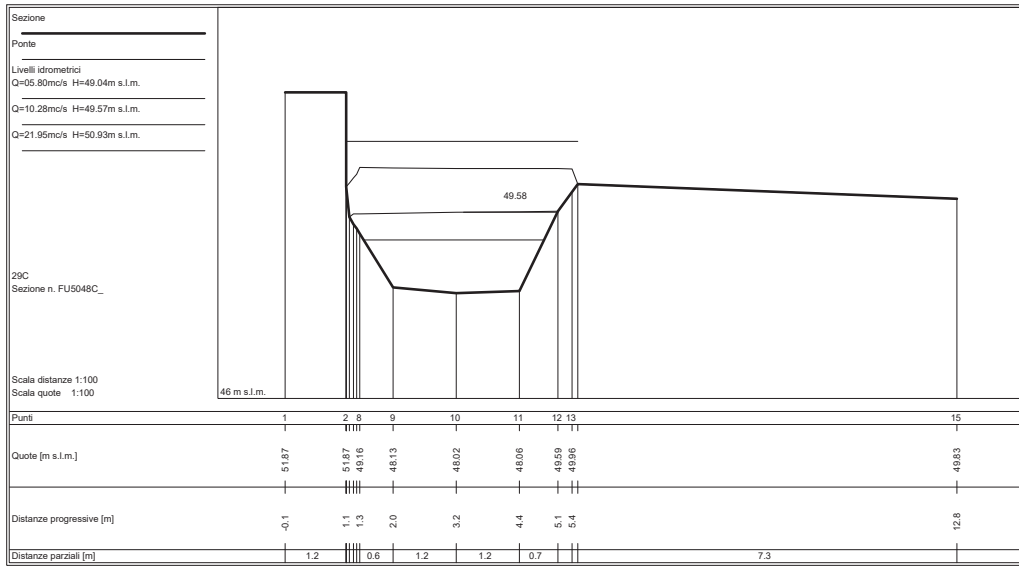 Sezione
Ponte
Livelli idrometrici
Q=05.80mc/s H=49.04m s.l.m.
Q=10.28mc/s H=49.57m s.l.m.
Q=21.95mc/s H=50.93m s.l.m.
49.58
29C
Sezione n. FU5048C_
Scala distanze 1:100
Scala quote 1:100
46 m s.l.m.
Punti 1 2 8 9 10 11 12 13 15
Quote [m s.l.m.] 51.87 51.87 49.16 48.13 48.02 48.06 49.59 49.96 49.83
Distanze progressive [m] -0.1 1.1 1.3 2.0 3.2 4.4 5.1 5.4 12.8
Distanze parziali [m] 1.2 0.6 1.2 1.2 0.7 7.3